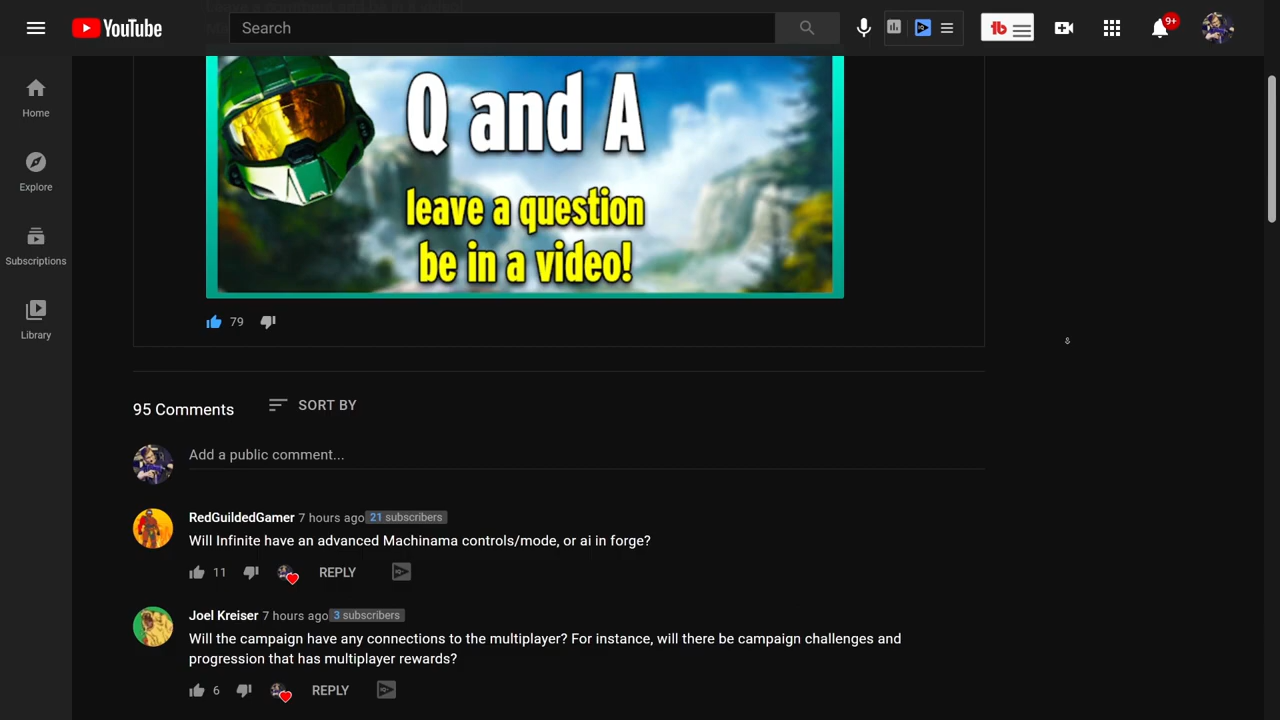 YouTube
Search
tb
9+
Home
Explore
Subscriptions
Library
Q and A
leave a question
be in a video!
79
95 Comments
SORT BY
Add a public comment...
RedGuildedGamer 7 hours ago 21 subscribers
Will Infinite have an advanced Machinama controls/mode, or ai in forge?
11
REPLY
Joel Kreiser 7 hours ago 3 subscribers
Will the campaign have any connections to the multiplayer? For instance, will there be campaign challenges and
progression that has multiplayer rewards?
6
REPLY